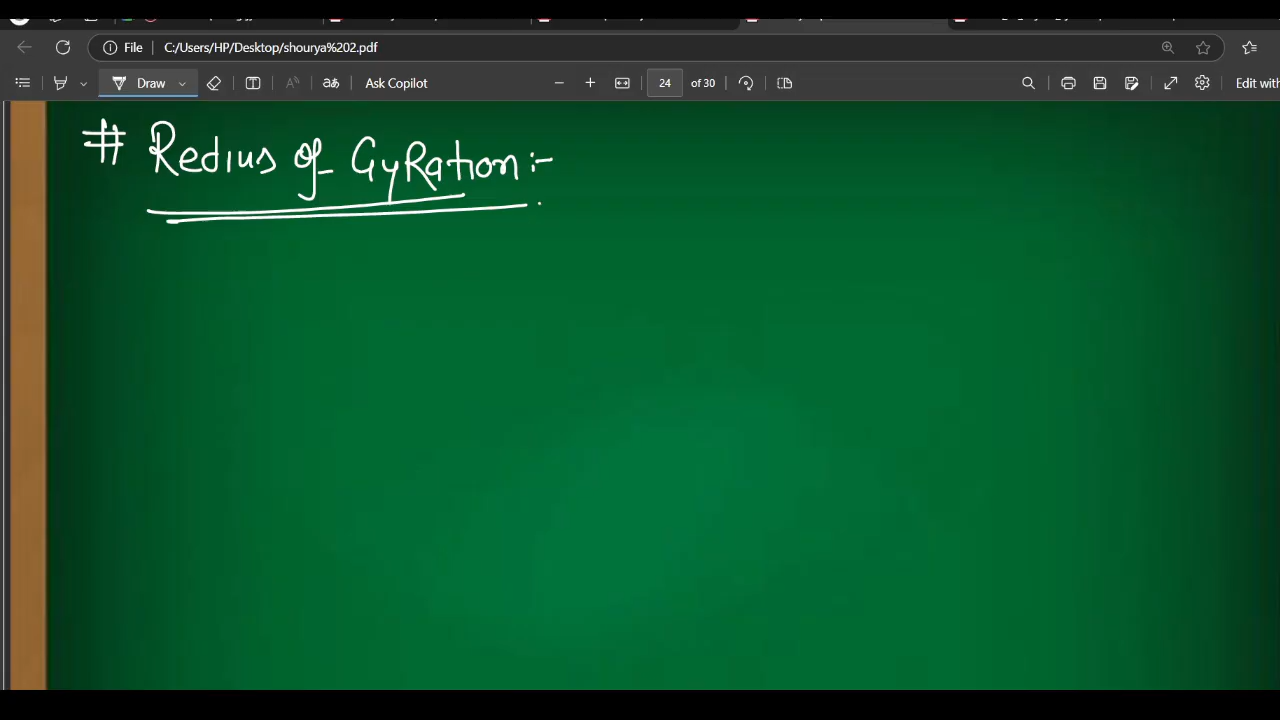 File C:/Users/HP/Desktop/shourya%202.pdf
Draw Ask Copilot 24 of 30 Edit with
# Redius of GyRation :-